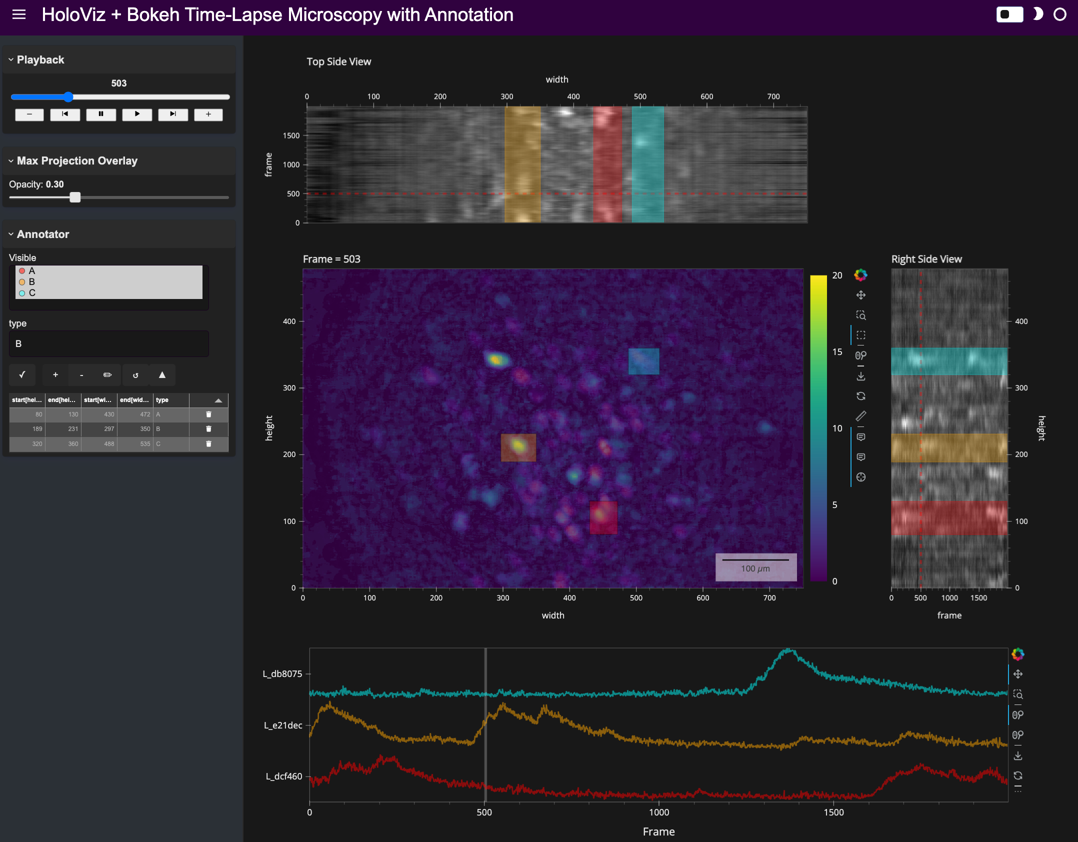 HoloViz + Bokeh Time-Lapse Microscopy with Annotation
Playback
503
Max Projection Overlay
Opacity: 0.30
Annotator
Visible
A
B
C
type
B
start[hei... end[hei... start[wi... end[wid... type
80 130 430 472 A
189 231 297 350 B
320 360 488 535 C
Top Side View
width
0 100 200 300 400 500 600 700
frame
1500
1000
500
0
Frame = 503
height
400
300
200
100
0
0 100 200 300 400 500 600 700
width
100 µm
20
15
10
5
0
Right Side View
400
300
200
100
0
height
0 500 1000 1500
frame
L_db8075
L_e21dec
L_dcf460
0 500 1000 1500
Frame